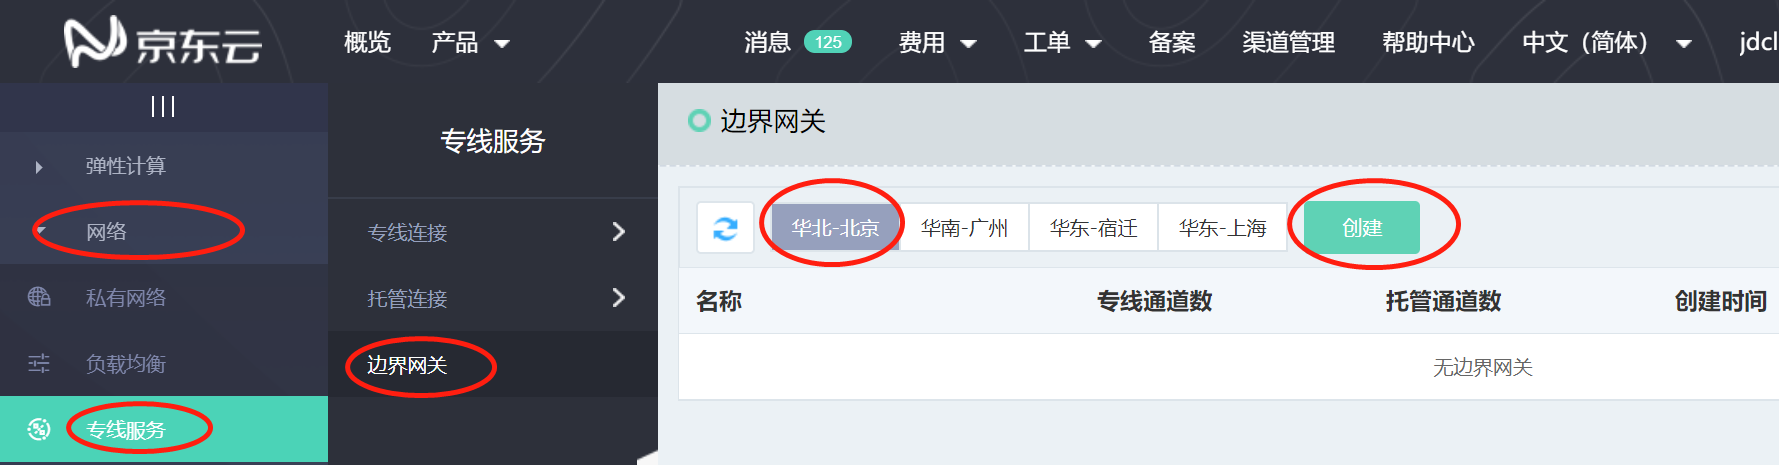 京东云 概览 产品 消息 125 费用 工单 备案 渠道管理 帮助中心 中文（简体） jdcl
弹性计算
网络
私有网络
负载均衡
专线服务
专线服务
专线连接
托管连接
边界网关
边界网关
华北-北京 华南-广州 华东-宿迁 华东-上海 创建
名称 专线通道数 托管通道数 创建时间
无边界网关